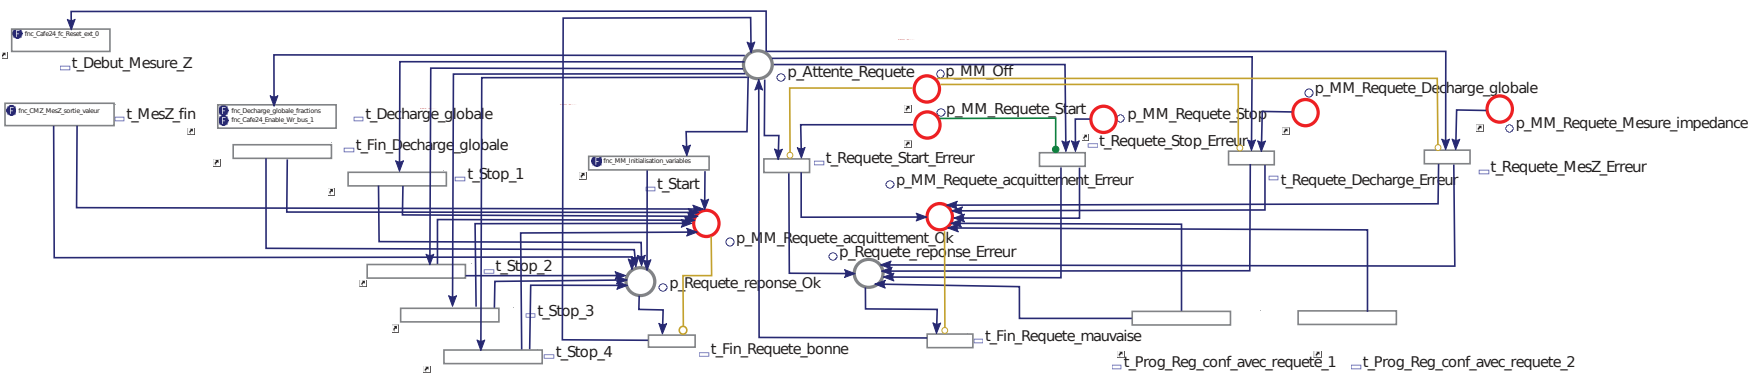 fnc_Cafe24_fc_Reset_ext_0
t_Debut_Mesure_Z
p_Attente_Requete
p_MM_Off
p_MM_Requete_Decharge_globale
fnc_CMZ_MesZ_sortie_valeur
t_MesZ_fin
fnc_Decharge_globale_fractions
fnc_Cafe24_Enable_Wr_bus_1
t_Decharge_globale
p_MM_Requete_Start
p_MM_Requete_Stop
p_MM_Requete_Mesure_impedance
t_Fin_Decharge_globale
fnc_MM_Initialisation_variables
t_Requete_Start_Erreur
t_Requete_Stop_Erreur
t_Requete_MesZ_Erreur
t_Stop_1
t_Start
p_MM_Requete_acquittement_Erreur
t_Requete_Decharge_Erreur
p_MM_Requete_acquittement_Ok
p_Requete_reponse_Erreur
t_Stop_2
p_Requete_reponse_Ok
t_Stop_3
t_Stop_4
t_Fin_Requete_bonne
t_Fin_Requete_mauvaise
t_Prog_Reg_conf_avec_requete_1
t_Prog_Reg_conf_avec_requete_2